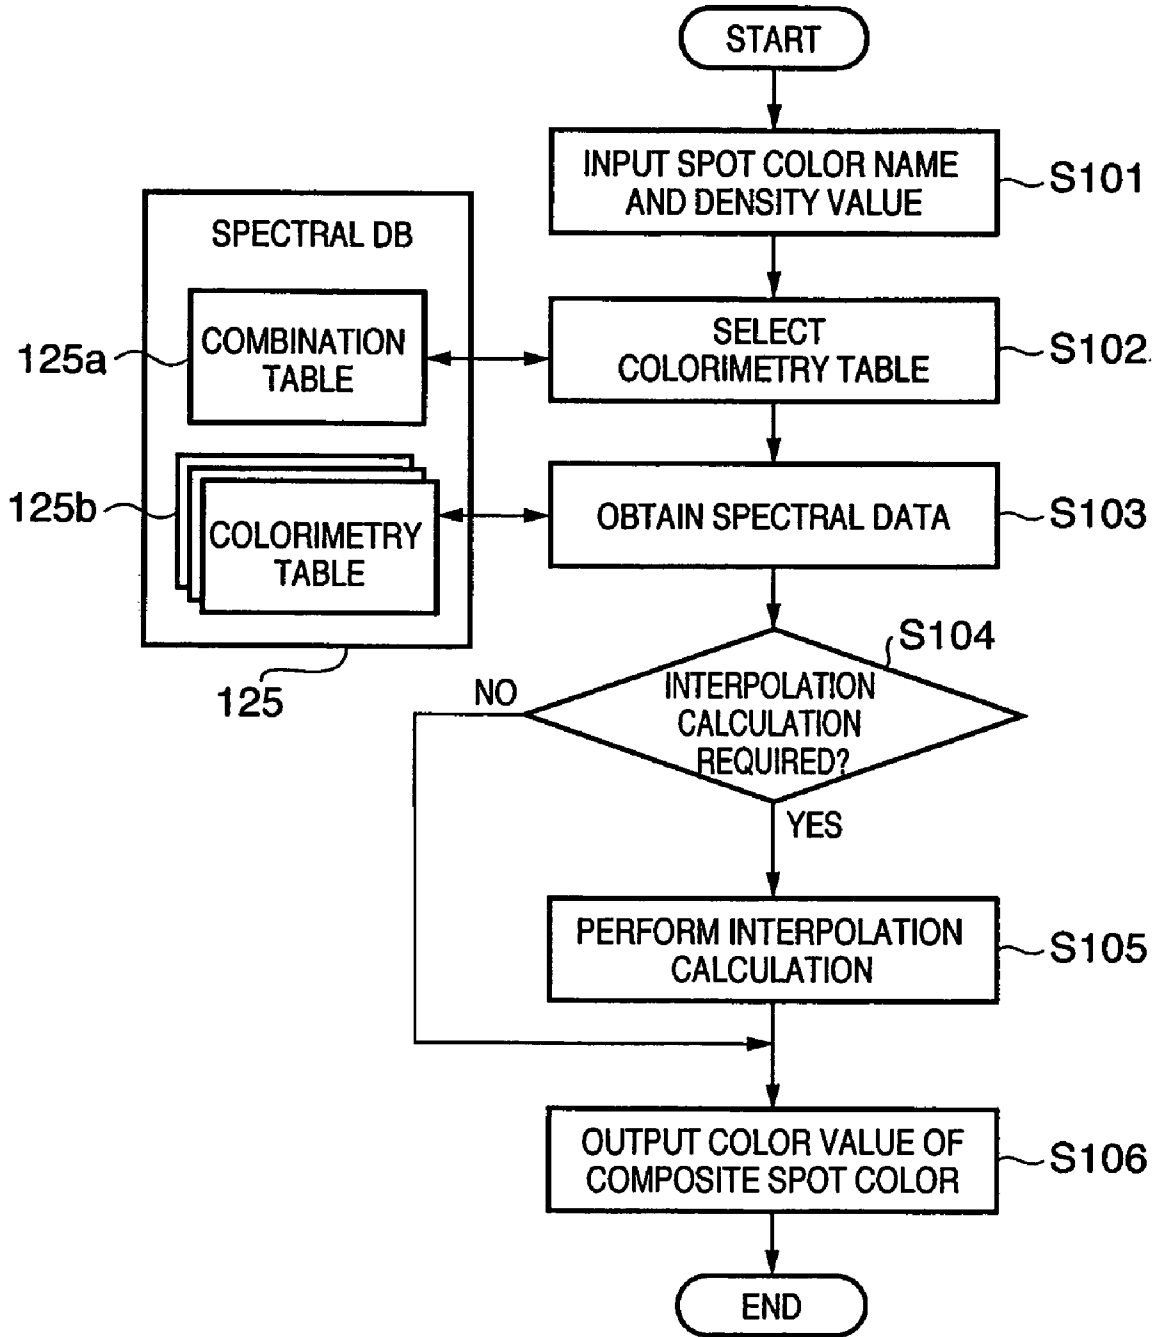 START
INPUT SPOT COLOR NAME
AND DENSITY VALUE
S101
SPECTRAL DB
COMBINATION
TABLE
125a
SELECT
COLORIMETRY TABLE
S102
COLORIMETRY
TABLE
125b
125
OBTAIN SPECTRAL DATA
S103
S104
INTERPOLATION
CALCULATION
REQUIRED?
NO
YES
PERFORM INTERPOLATION
CALCULATION
S105
OUTPUT COLOR VALUE OF
COMPOSITE SPOT COLOR
S106
END